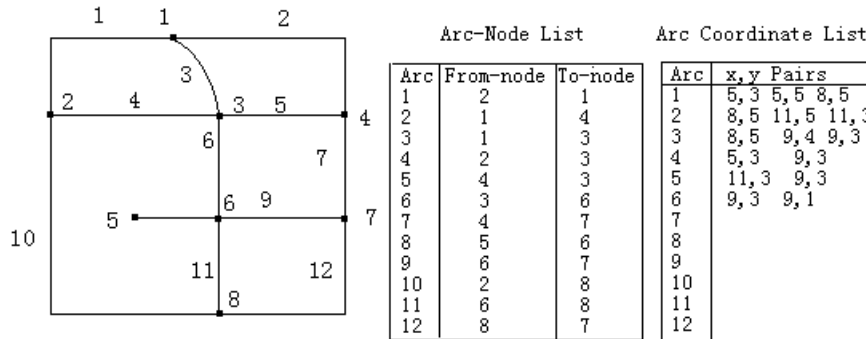 1 1 2
3
2 4 3 5 4
6
7
5 6 9 7
10
11 12
8
Arc-Node List
Arc From-node To-node
1 2 1
2 1 4
3 1 3
4 2 3
5 4 3
6 3 6
7 4 7
8 5 6
9 6 7
10 2 8
11 6 8
12 8 7
Arc Coordinate List
Arc x,y Pairs
1 5,3 5,5 8,5
2 8,5 11,5 11,3
3 8,5 9,4 9,3
4 5,3 9,3
5 11,3 9,3
6 9,3 9,1
7
8
9
10
11
12